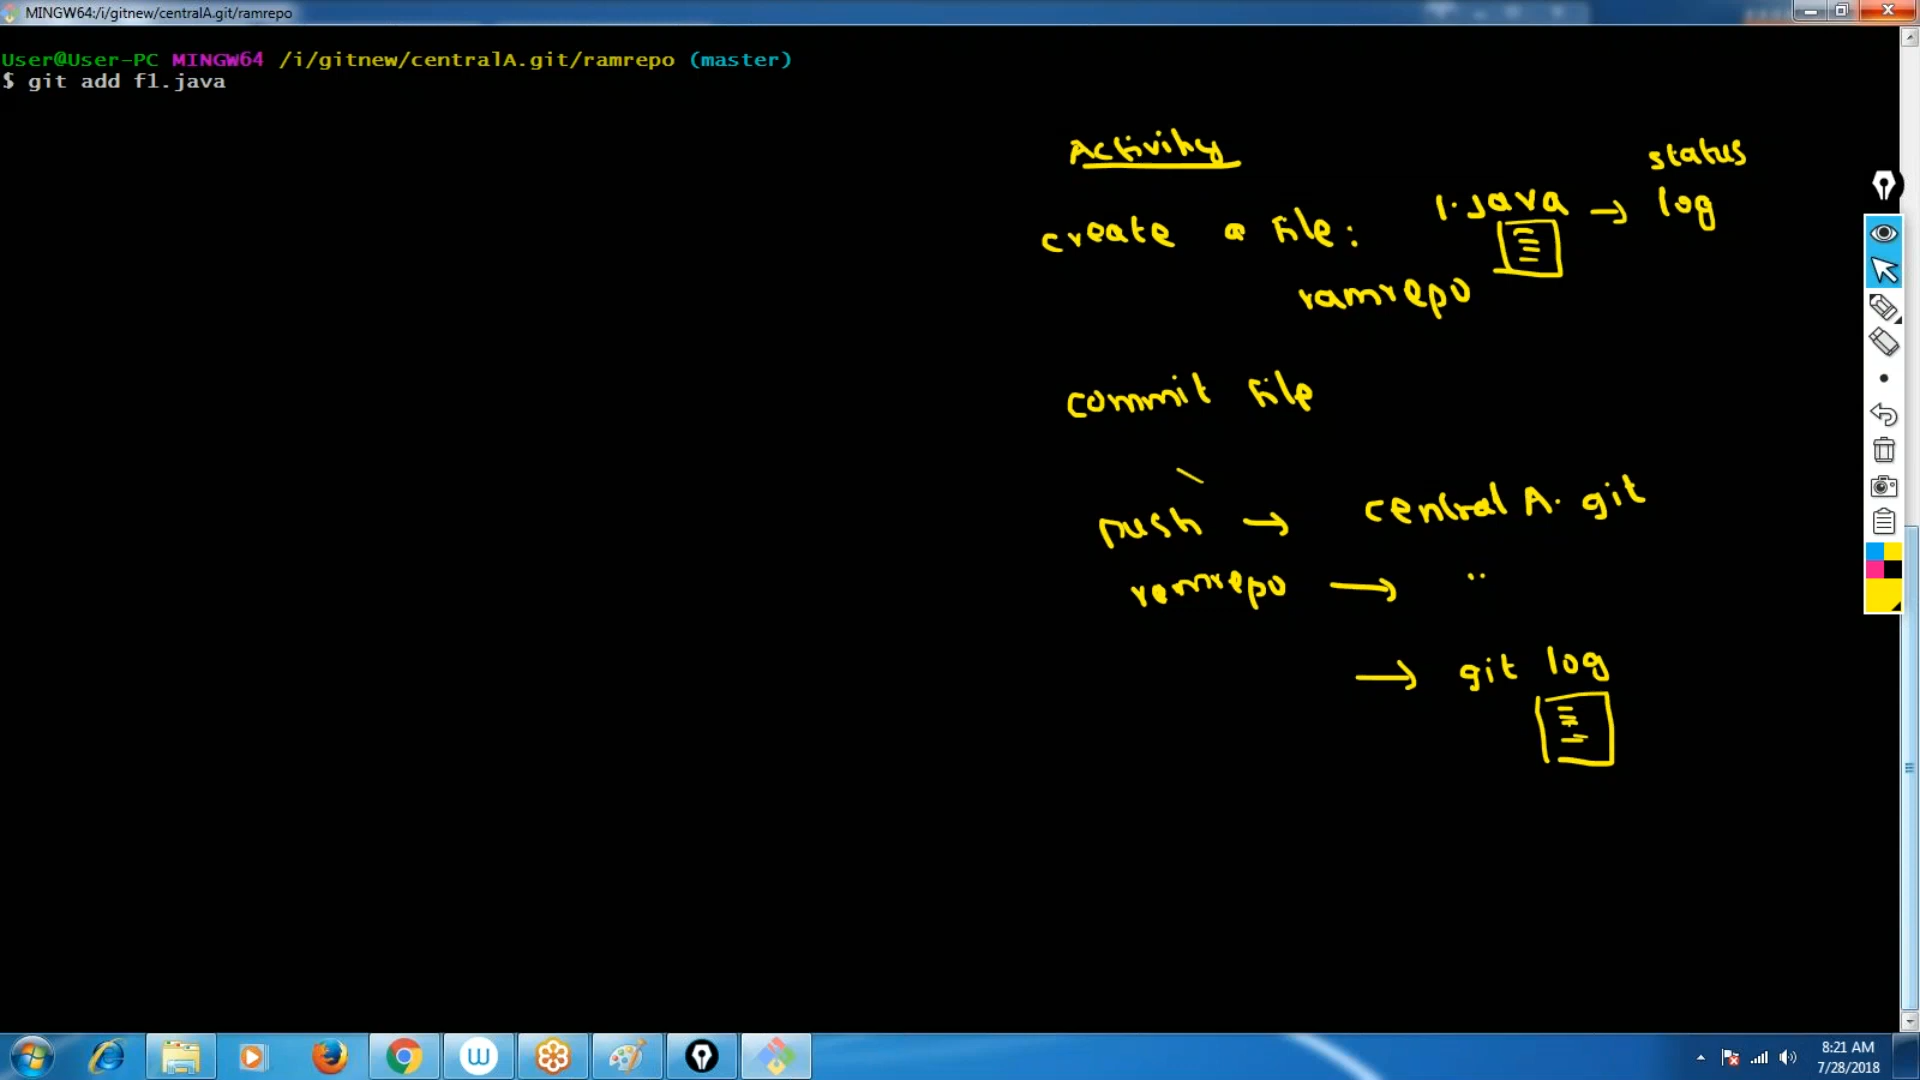 MINGW64:/i/gitnew/centralA.git/ramrepo
User@User-PC MINGW64 /i/gitnew/centralA.git/ramrepo (master)
$ git add f1.java
Activity
status
create a file: 1.java → log
ramrepo
commit file
push → central A. git
ramrepo → "
→ git log
8:21 AM
7/28/2018